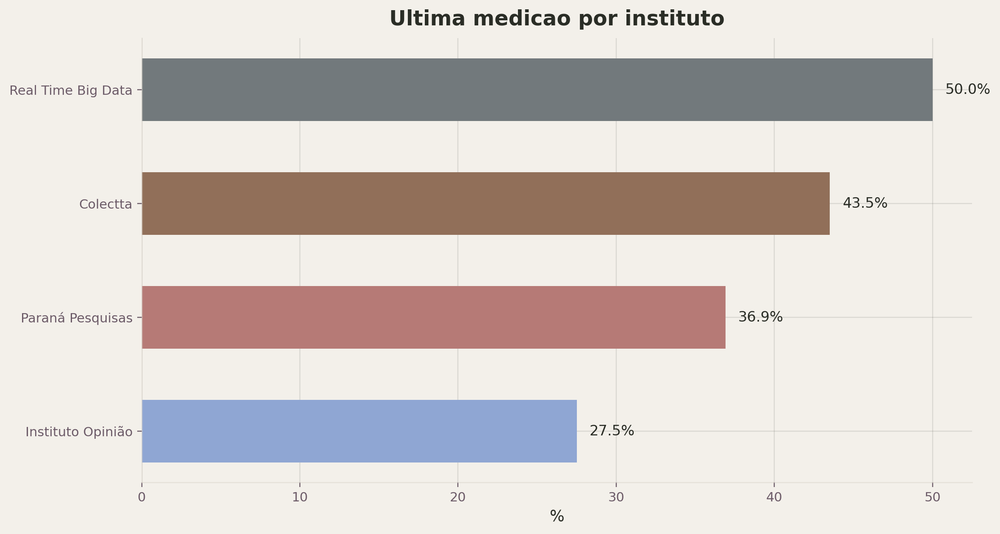 Ultima medicao por instituto
Real Time Big Data
50.0%
Colectta
43.5%
Paraná Pesquisas
36.9%
Instituto Opinião
27.5%
0 10 20 30 40 50
%